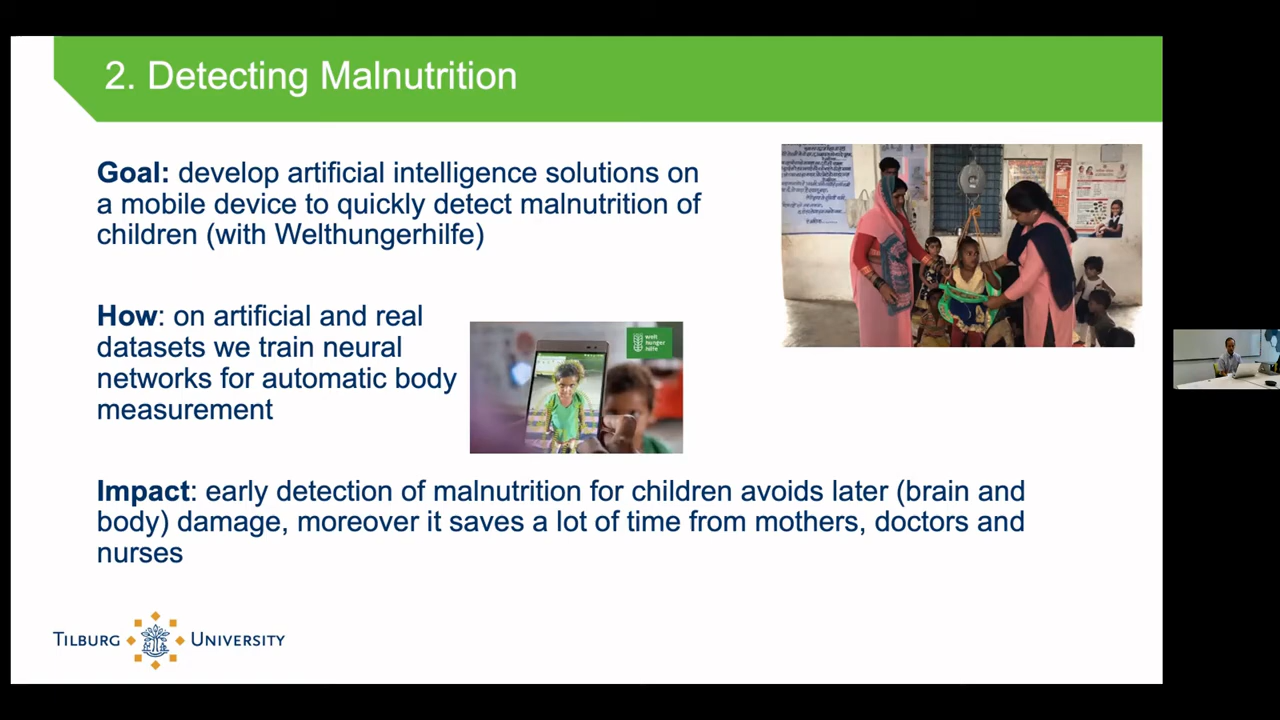 2. Detecting Malnutrition
Goal: develop artificial intelligence solutions on
a mobile device to quickly detect malnutrition of
children (with Welthungerhilfe)
How: on artificial and real
datasets we train neural
networks for automatic body
measurement
welt
hunger
hilfe
Impact: early detection of malnutrition for children avoids later (brain and
body) damage, moreover it saves a lot of time from mothers, doctors and
nurses
TILBURG UNIVERSITY